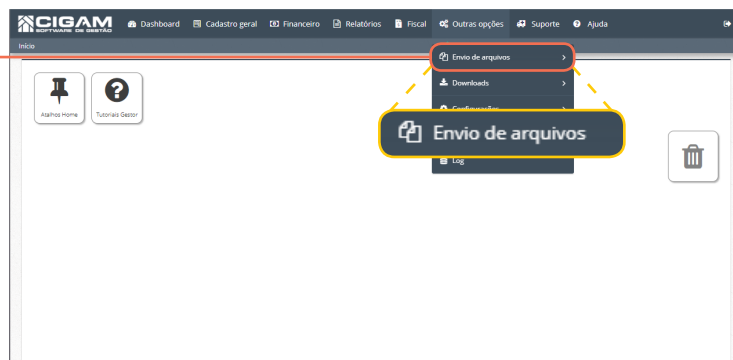 CIGAM
SOFTWARE DE GESTÃO
Dashboard Cadastro geral Financeiro Relatórios Fiscal Outras opções Suporte Ajuda
Início
Envio de arquivos
Downloads
Configurações
Envio de arquivos
Log
Atalhos Home
Tutoriais Gestor